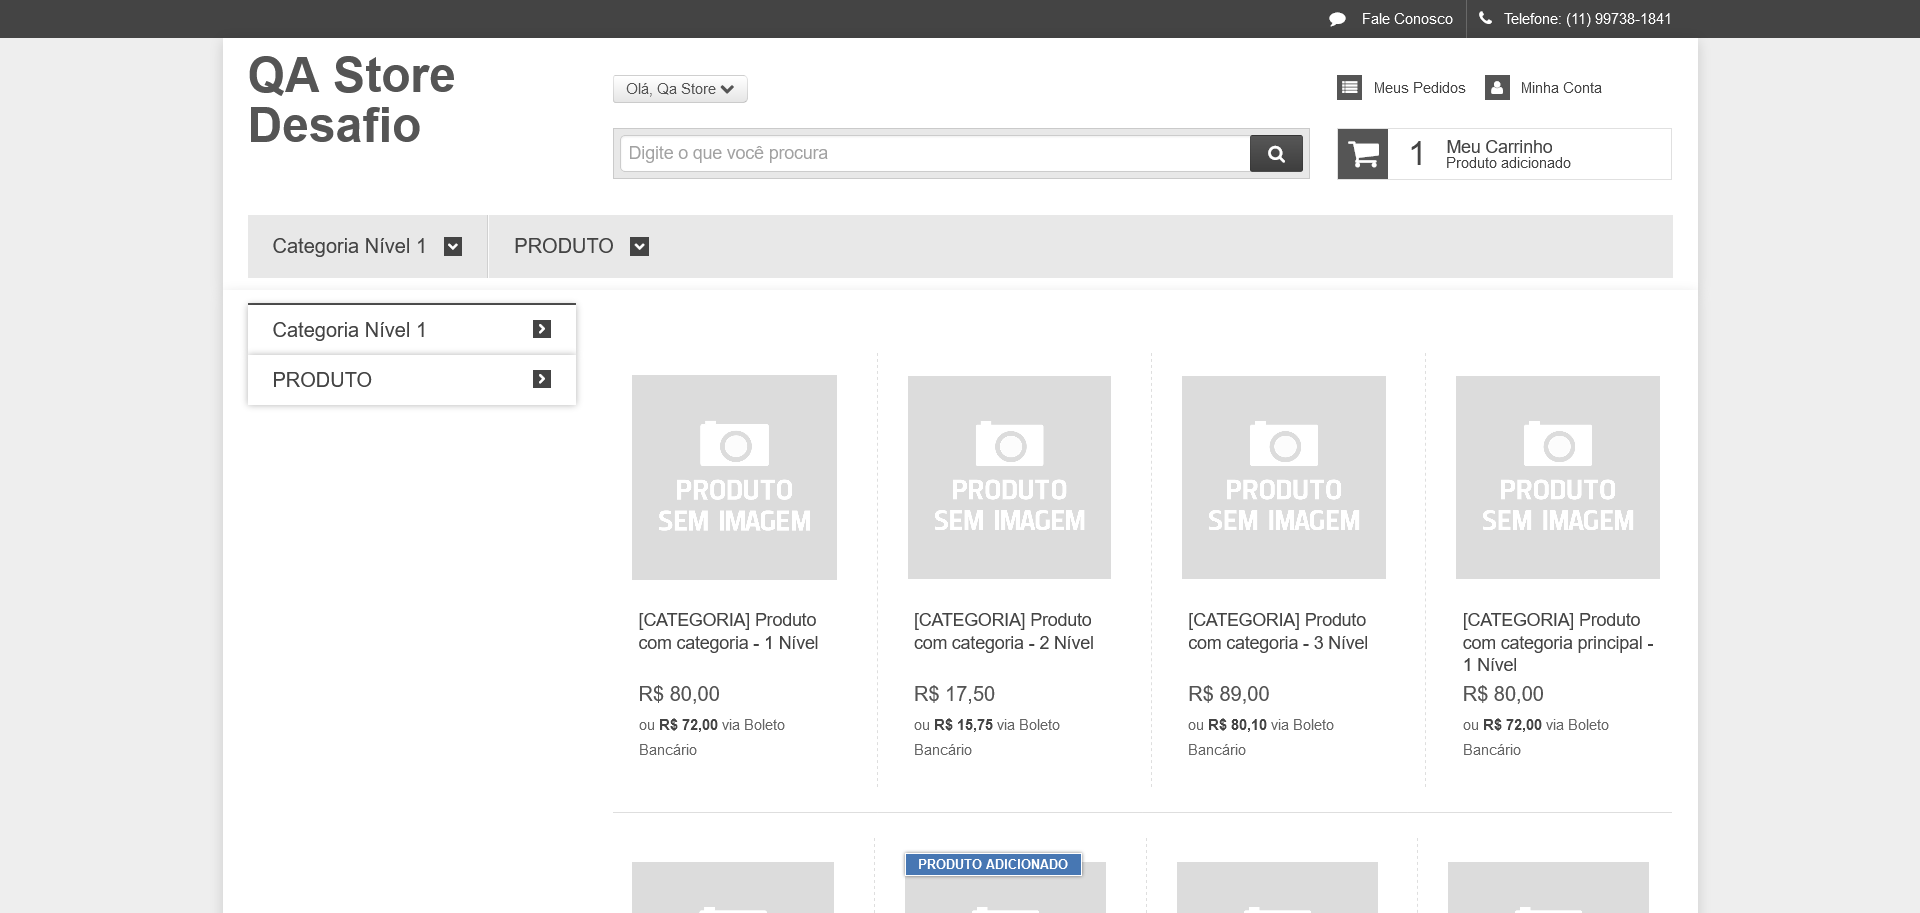 Fale Conosco
Telefone: (11) 99738-1841
QA Store
Desafio
Olá, Qa Store
Meus Pedidos
Minha Conta
Digite o que você procura
1
Meu Carrinho
Produto adicionado
Categoria Nível 1
PRODUTO
Categoria Nível 1
PRODUTO
PRODUTO
SEM IMAGEM
[CATEGORIA] Produto
com categoria - 1 Nível
R$ 80,00
ou R$ 72,00 via Boleto
Bancário
PRODUTO
SEM IMAGEM
[CATEGORIA] Produto
com categoria - 2 Nível
R$ 17,50
ou R$ 15,75 via Boleto
Bancário
PRODUTO
SEM IMAGEM
[CATEGORIA] Produto
com categoria - 3 Nível
R$ 89,00
ou R$ 80,10 via Boleto
Bancário
PRODUTO
SEM IMAGEM
[CATEGORIA] Produto
com categoria principal -
1 Nível
R$ 80,00
ou R$ 72,00 via Boleto
Bancário
PRODUTO ADICIONADO